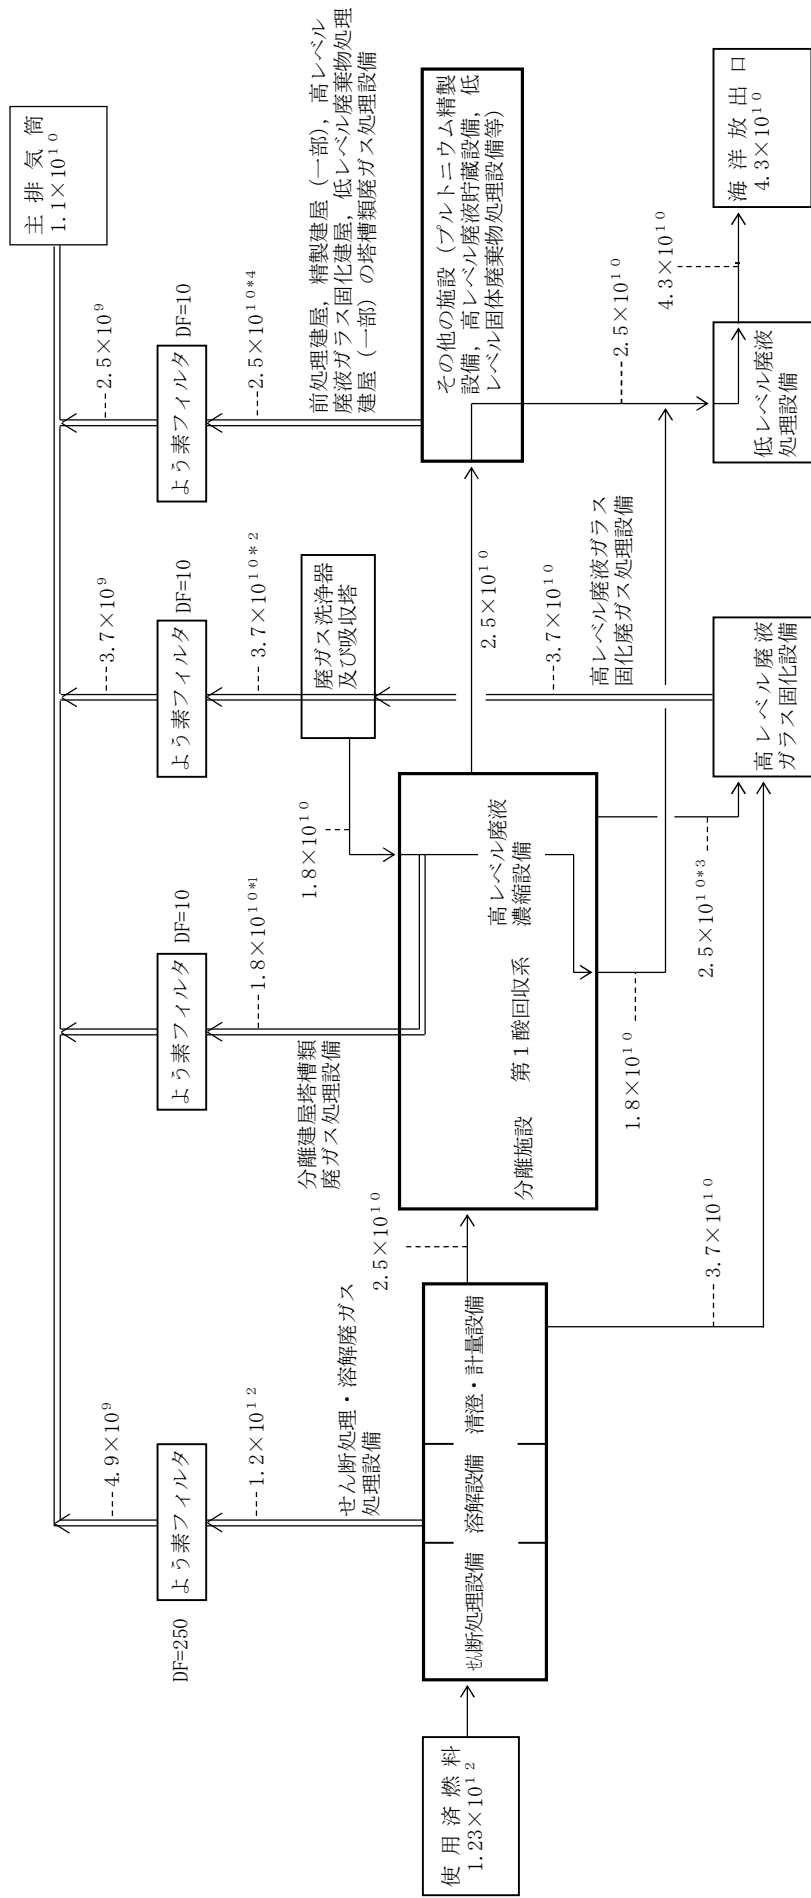 主排気筒
1.1×10¹⁰
4.9×10⁹
3.7×10⁹
2.5×10⁹
DF=250
よう素フィルタ
よう素フィルタ
DF=10
よう素フィルタ
DF=10
よう素フィルタ
DF=10
1.2×10¹²
1.8×10¹⁰*¹
3.7×10¹⁰*²
2.5×10¹⁰*⁴
せん断処理・溶解廃ガス
処理設備
分離建屋塔槽類
廃ガス処理設備
1.8×10¹⁰
廃ガス洗浄器
及び吸収塔
前処理建屋，精製建屋（一部），高レベル
廃液ガラス固化建屋，低レベル廃棄物処理
建屋（一部）の塔槽類廃ガス処理設備
使用済燃料
1.23×10¹²
せん断処理設備
溶解設備
清澄・計量設備
2.5×10¹⁰
分離施設
第１酸回収系
高レベル廃液
濃縮設備
2.5×10¹⁰
その他の施設（プルトニウム精製
設備，高レベル廃液貯蔵設備，低
レベル固体廃棄物処理設備等）
3.7×10¹⁰
高レベル廃液ガラス
固化廃ガス処理設備
2.5×10¹⁰
4.3×10¹⁰
3.7×10¹⁰
1.8×10¹⁰
2.5×10¹⁰*³
高レベル廃液
ガラス固化設備
低レベル廃液
処理設備
海洋放出口
4.3×10¹⁰